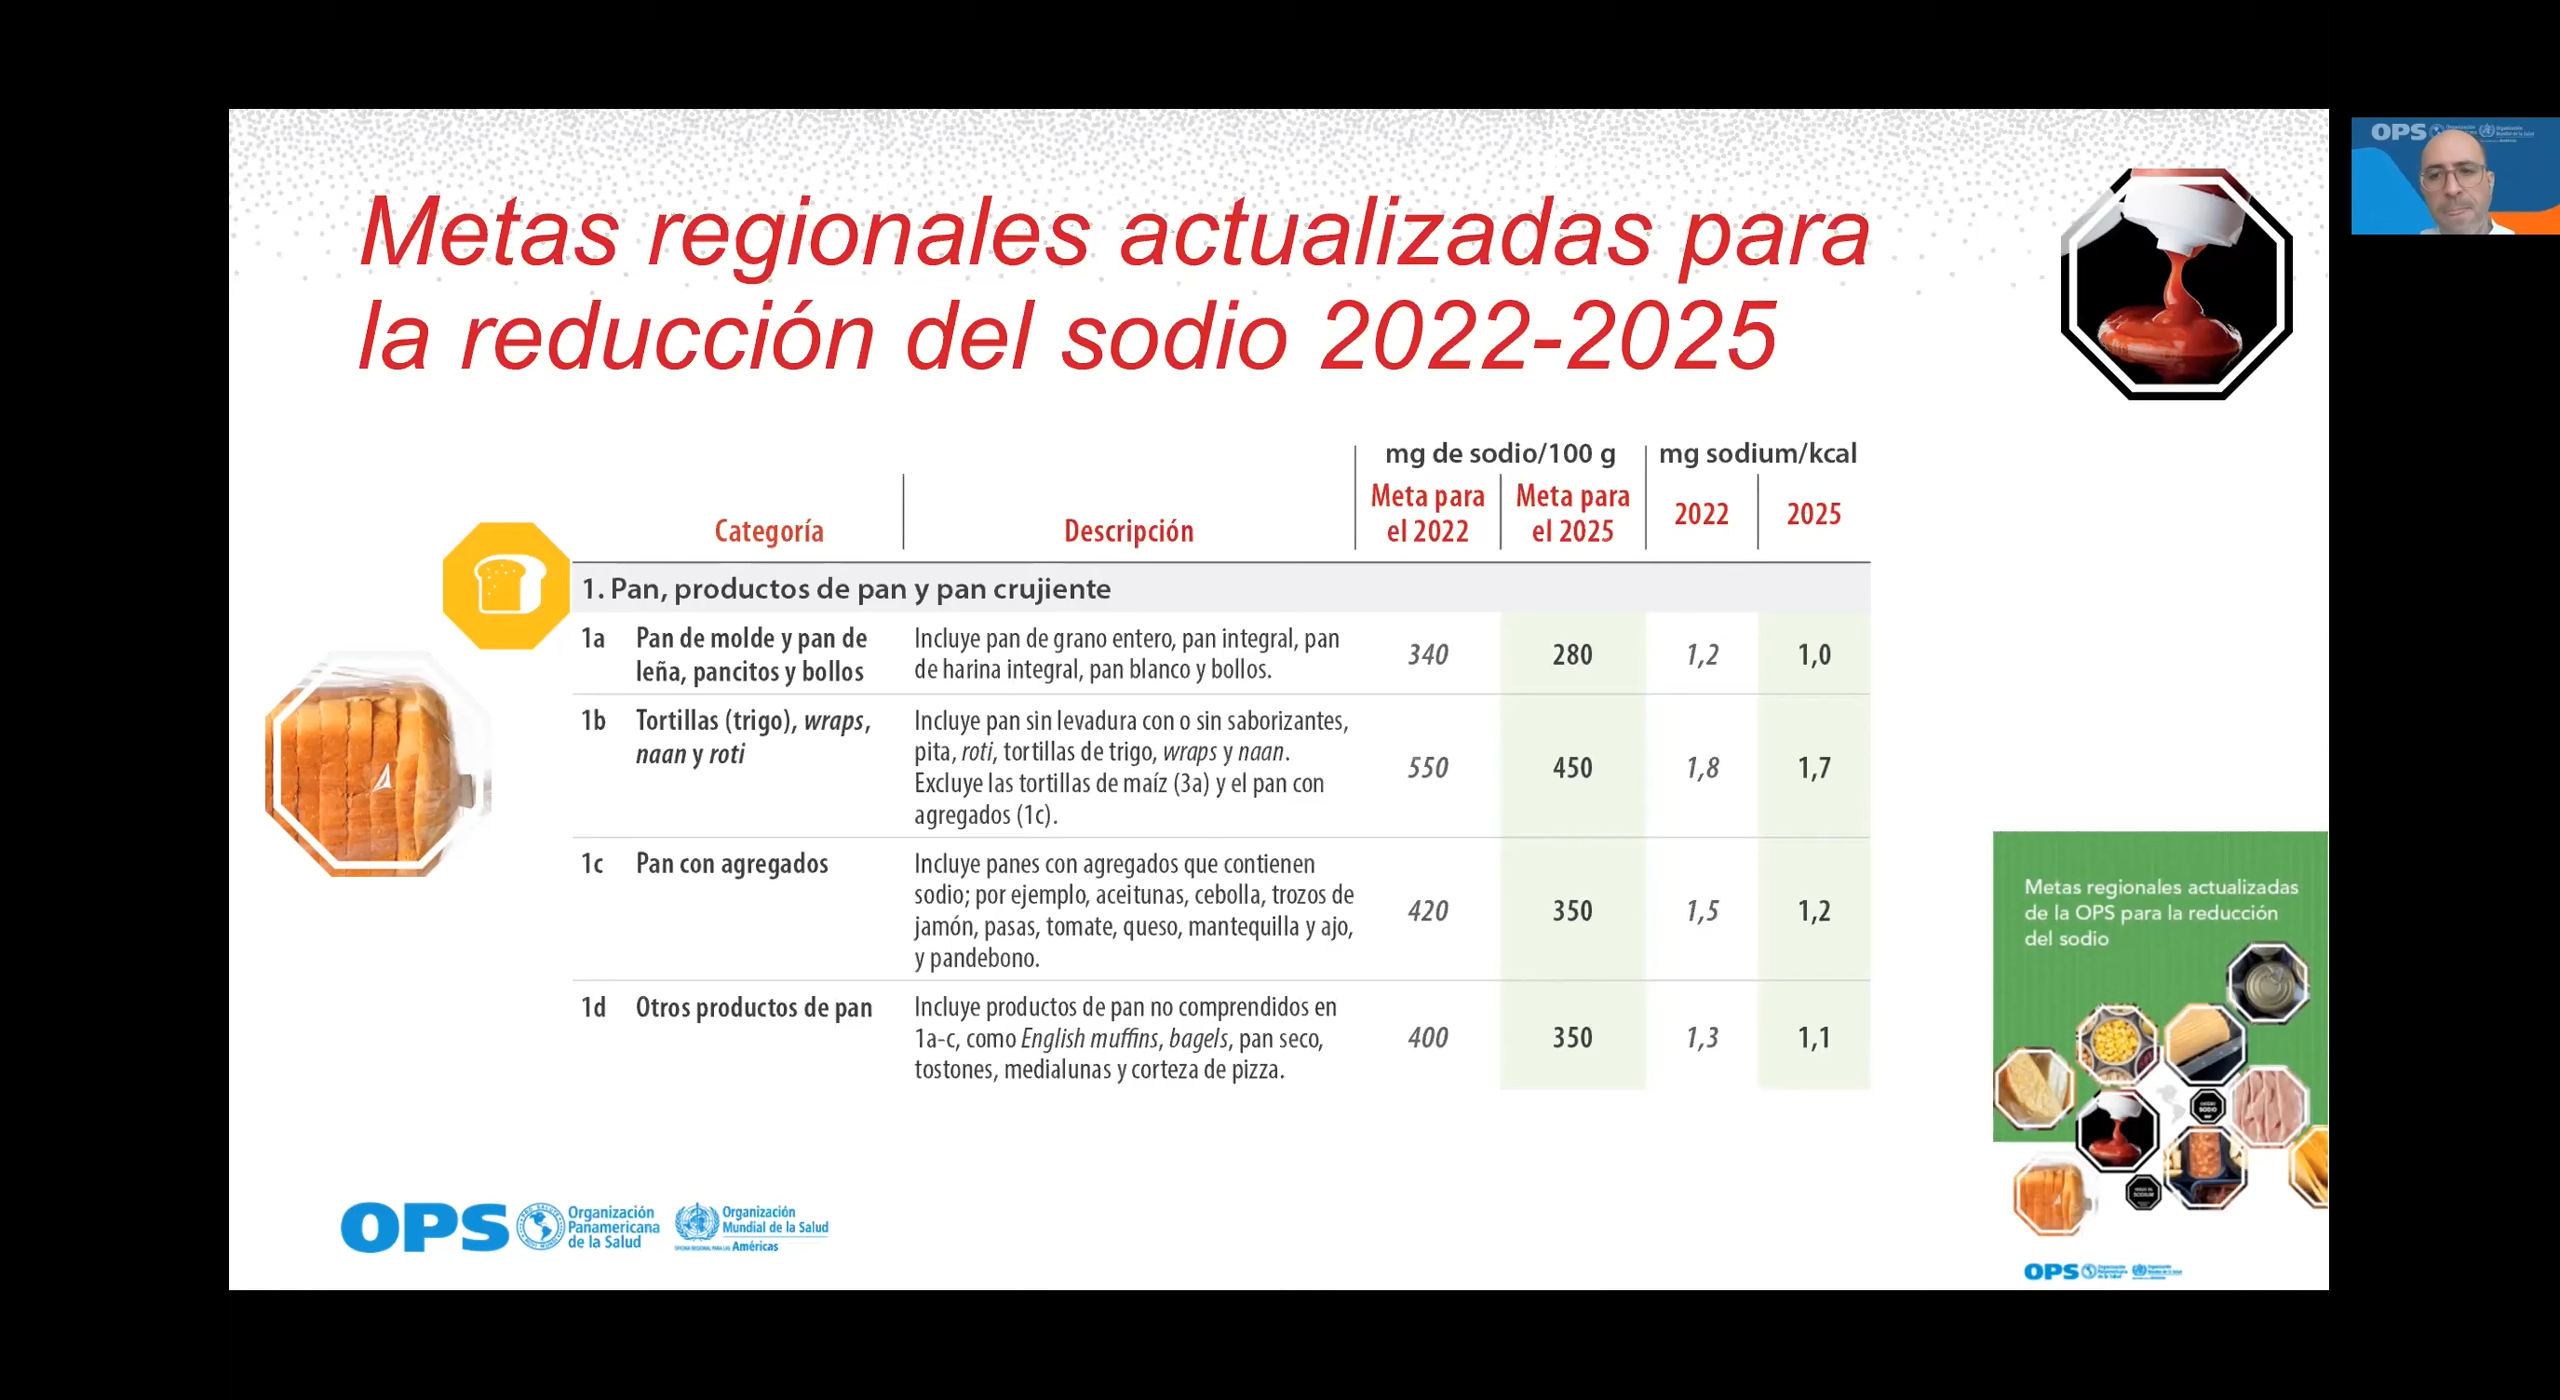 OPS
Metas regionales actualizadas para
la reducción del sodio 2022-2025
mg de sodio/100 g
mg sodium/kcal
Categoría
Descripción
Meta para
el 2022
Meta para
el 2025
2022
2025
1. Pan, productos de pan y pan crujiente
1a
Pan de molde y pan de
leña, pancitos y bollos
Incluye pan de grano entero, pan integral, pan
de harina integral, pan blanco y bollos.
340
280
1,2
1,0
1b
Tortillas (trigo), wraps,
naan y roti
Incluye pan sin levadura con o sin saborizantes,
pita, roti, tortillas de trigo, wraps y naan.
Excluye las tortillas de maíz (3a) y el pan con
agregados (1c).
550
450
1,8
1,7
1c
Pan con agregados
Incluye panes con agregados que contienen
sodio; por ejemplo, aceitunas, cebolla, trozos de
jamón, pasas, tomate, queso, mantequilla y ajo,
y pandebono.
420
350
1,5
1,2
1d
Otros productos de pan
Incluye productos de pan no comprendidos en
1a-c, como English muffins, bagels, pan seco,
tostones, medialunas y corteza de pizza.
400
350
1,3
1,1
Metas regionales actualizadas
de la OPS para la reducción
del sodio
OPS
Organización
Panamericana
de la Salud
Organización
Mundial de la Salud
OFICINA REGIONAL PARA LAS Américas
OPS